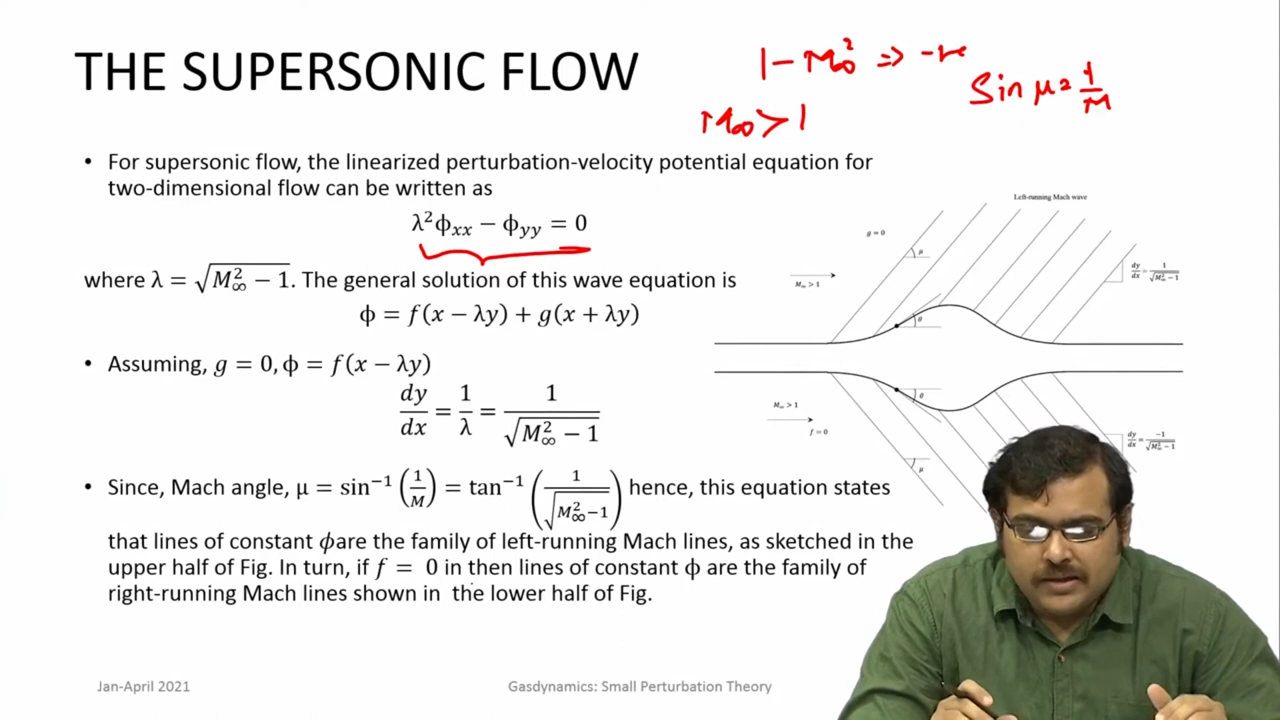 THE SUPERSONIC FLOW
1 − M∞² ⇒ -ve
Sin μ = 1/M
M∞ > 1
• For supersonic flow, the linearized perturbation-velocity potential equation for
two-dimensional flow can be written as
λ²ϕxx − ϕyy = 0
where λ = √(M∞² − 1). The general solution of this wave equation is
ϕ = f(x − λy) + g(x + λy)
• Assuming, g = 0, ϕ = f(x − λy)
dy/dx = 1/λ = 1/√(M∞² − 1)
• Since, Mach angle, μ = sin⁻¹(1/M) = tan⁻¹(1/√(M∞²−1)) hence, this equation states
that lines of constant ϕare the family of left-running Mach lines, as sketched in the
upper half of Fig. In turn, if f = 0 in then lines of constant ϕ are the family of
right-running Mach lines shown in the lower half of Fig.
Left-running Mach wave
g = 0
μ
dy/dx = 1/√(M∞² − 1)
M∞ > 1
θ
M∞ > 1
θ
f = 0
dy/dx = −1/√(M∞² − 1)
μ
Jan-April 2021
Gasdynamics: Small Perturbation Theory